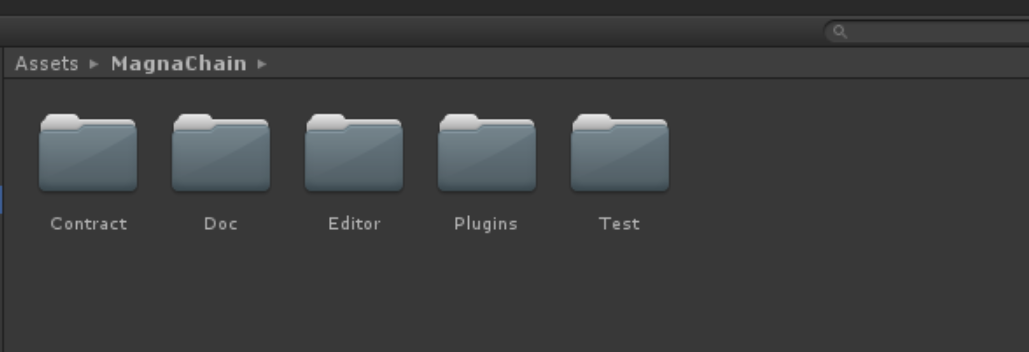 Assets ▸ MagnaChain ▸
Contract Doc Editor Plugins Test